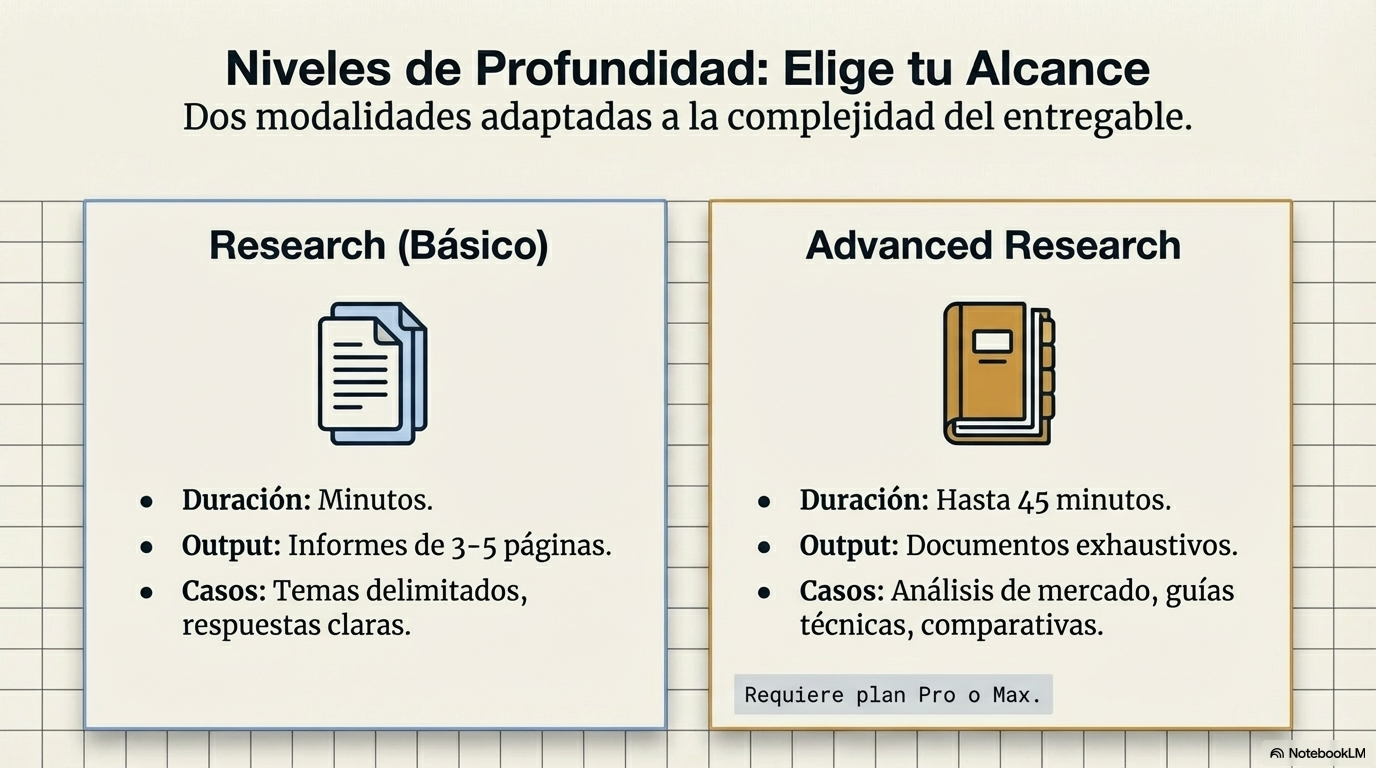 Niveles de Profundidad: Elige tu Alcance
Dos modalidades adaptadas a la complejidad del entregable.
Research (Básico)
● Duración: Minutos.
● Output: Informes de 3-5 páginas.
● Casos: Temas delimitados,
respuestas claras.
Advanced Research
● Duración: Hasta 45 minutos.
● Output: Documentos exhaustivos.
● Casos: Análisis de mercado, guías
técnicas, comparativas.
Requiere plan Pro o Max.
NotebookLM